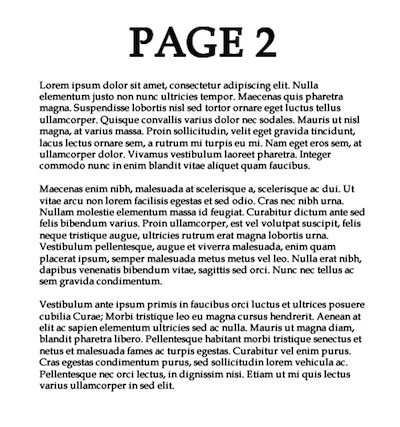 PAGE 2
Lorem ipsum dolor sit amet, consectetur adipiscing elit. Nulla
elementum justo non nunc ultricies tempor. Maecenas quis pharetra
magna. Suspendisse lobortis nisl sed tortor ornare eget luctus tellus
ullamcorper. Quisque convallis varius dolor nec sodales. Mauris ut nisl
magna, at varius massa. Proin sollicitudin, velit eget gravida tincidunt,
lacus lectus ornare sem, a rutrum mi turpis eu mi. Nam eget eros sem, at
ullamcorper dolor. Vivamus vestibulum laoreet pharetra. Integer
commodo nunc in enim blandit vitae aliquet quam faucibus.
Maecenas enim nibh, malesuada at scelerisque a, scelerisque ac dui. Ut
vitae arcu non lorem facilisis egestas et sed odio. Cras nec nibh urna.
Nullam molestie elementum massa id feugiat. Curabitur dictum ante sed
felis bibendum varius. Proin ullamcorper, est vel volutpat suscipit, felis
neque tristique augue, ultricies rutrum erat magna lobortis urna.
Vestibulum pellentesque, augue et viverra malesuada, enim quam
placerat ipsum, semper malesuada metus metus vel leo. Nulla erat nibh,
dapibus venenatis bibendum vitae, sagittis sed orci. Nunc nec tellus ac
sem gravida condimentum.
Vestibulum ante ipsum primis in faucibus orci luctus et ultrices posuere
cubilia Curae; Morbi tristique leo eu magna cursus hendrerit. Aenean at
elit ac sapien elementum ultricies sed ac nulla. Mauris ut magna diam,
blandit pharetra libero. Pellentesque habitant morbi tristique senectus et
netus et malesuada fames ac turpis egestas. Curabitur vel enim purus.
Cras egestas condimentum purus, sed sollicitudin lorem vehicula ac.
Pellentesque nec orci lectus, in dignissim nisi. Etiam ut mi quis lectus
varius ullamcorper in sed elit.